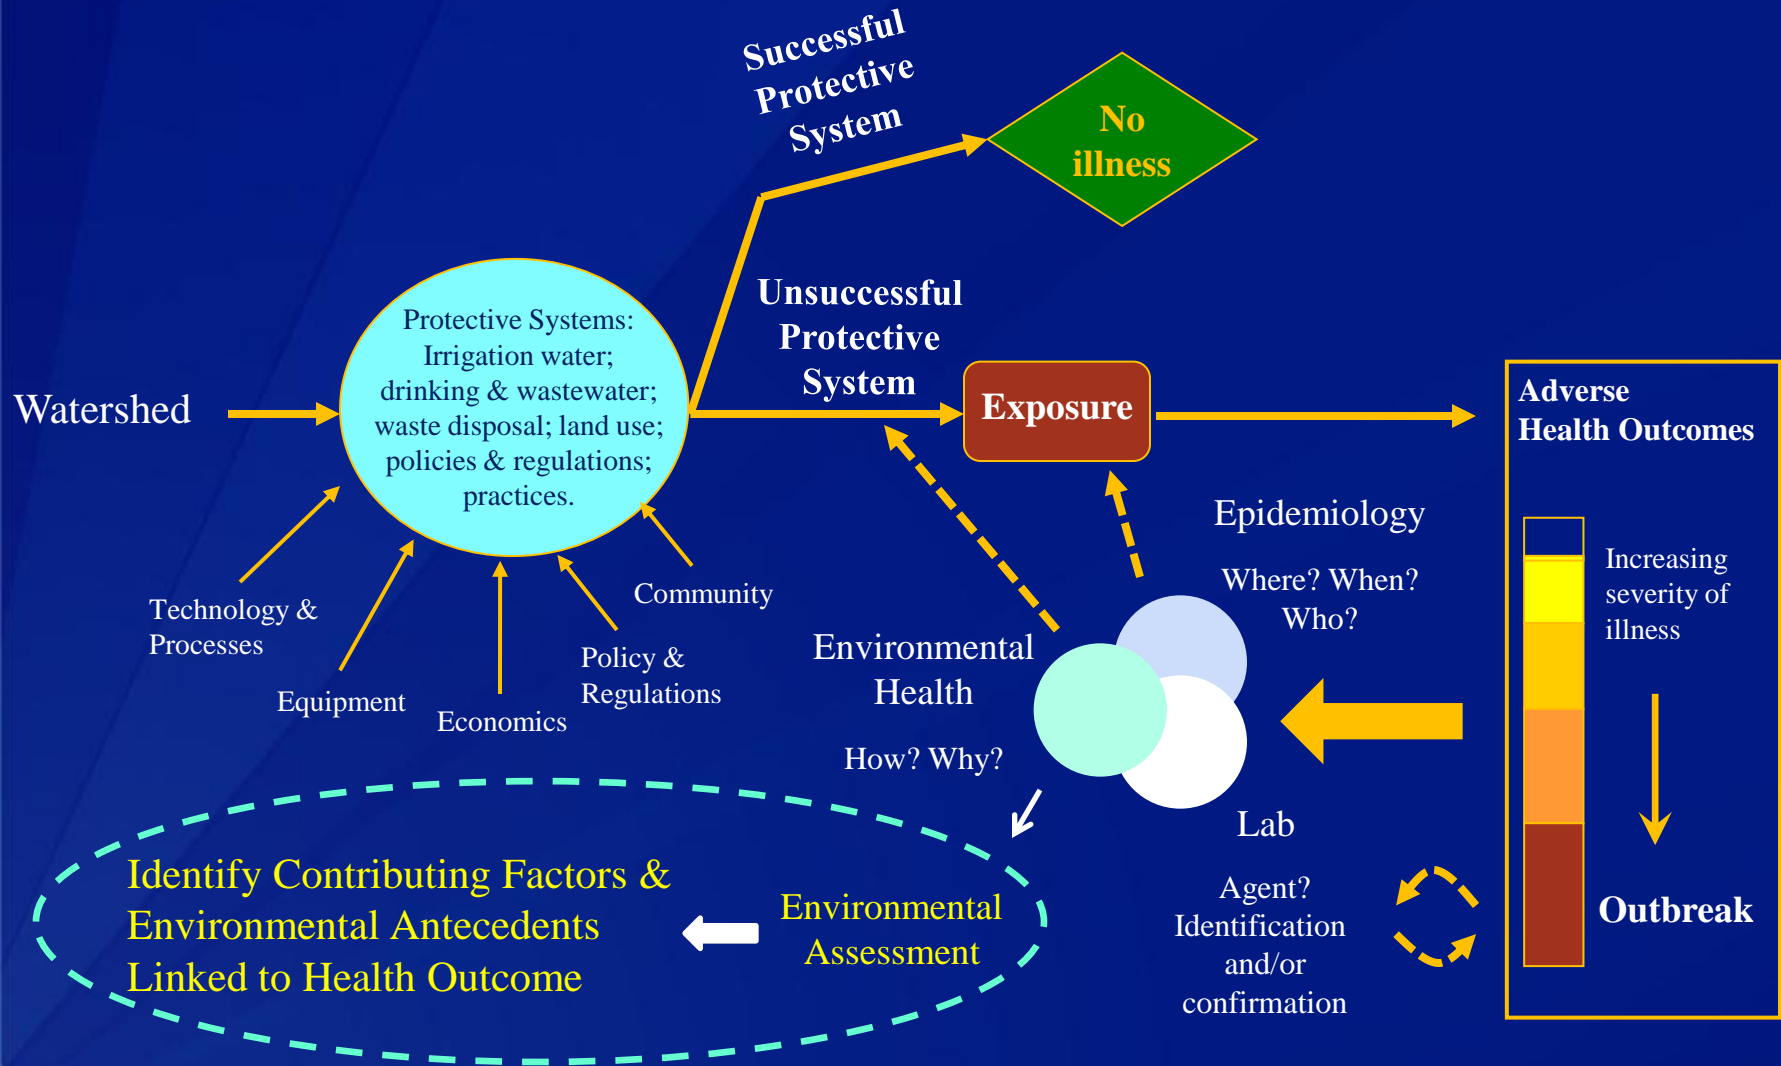 Successful
Protective
System
No
illness
Unsuccessful
Protective
System
Protective Systems:
Irrigation water;
drinking & wastewater;
waste disposal; land use;
policies & regulations;
practices.
Watershed
Exposure
Adverse
Health Outcomes
Technology &
Processes
Equipment
Economics
Policy &
Regulations
Community
Epidemiology
Where? When?
Who?
Environmental
Health
How? Why?
Lab
Agent?
Identification
and/or
confirmation
Increasing
severity of
illness
Outbreak
Identify Contributing Factors &
Environmental Antecedents
Linked to Health Outcome
Environmental
Assessment